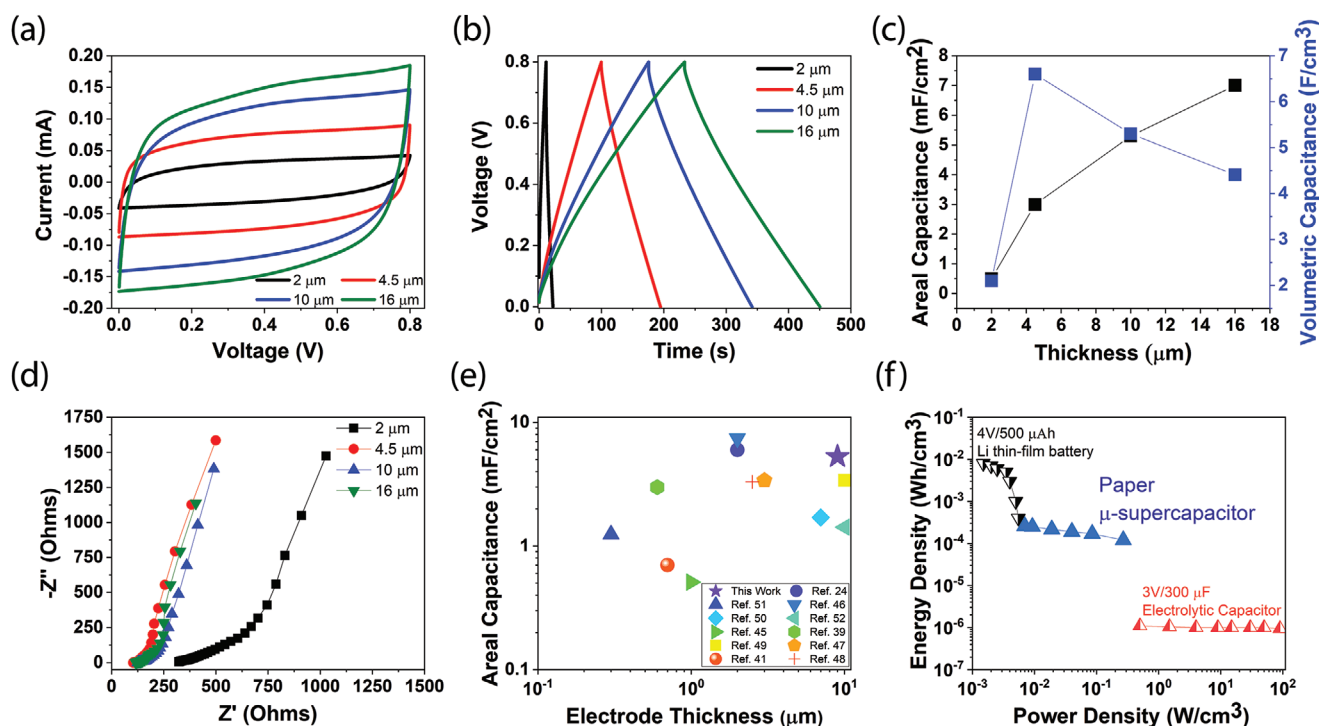 (a)
0.20
0.15
0.10
0.05
0.00
-0.05
-0.10
-0.15
-0.20
Current (mA)
2 μm
4.5 μm
10 μm
16 μm
0.0 0.2 0.4 0.6 0.8
Voltage (V)
(b)
0.8
0.6
0.4
0.2
0.0
Voltage (V)
2 μm
4.5 μm
10 μm
16 μm
0 100 200 300 400 500
Time (s)
(c)
8
7
6
5
4
3
2
1
0
Areal Capacitance (mF/cm²)
7
6
5
4
3
2
Volumetric Capacitance (F/cm³)
0 2 4 6 8 10 12 14 16 18
Thickness (μm)
(d)
1750
1500
1250
1000
750
500
250
0
-Z'' (Ohms)
2 μm
4.5 μm
10 μm
16 μm
0 250 500 750 1000 1250 1500
Z' (Ohms)
(e)
10
1
0.1
Areal Capacitance (mF/cm²)
This Work
Ref. 24
Ref. 51
Ref. 46
Ref. 50
Ref. 52
Ref. 45
Ref. 39
Ref. 49
Ref. 47
Ref. 41
Ref. 48
10⁻¹ 10⁰ 10¹
Electrode Thickness (μm)
(f)
10⁻¹
10⁻²
10⁻³
10⁻⁴
10⁻⁵
10⁻⁶
10⁻⁷
Energy Density (Wh/cm³)
4V/500 μAh
Li thin-film battery
Paper
μ-supercapacitor
3V/300 μF
Electrolytic Capacitor
10⁻³ 10⁻² 10⁻¹ 10⁰ 10¹ 10²
Power Density (W/cm³)